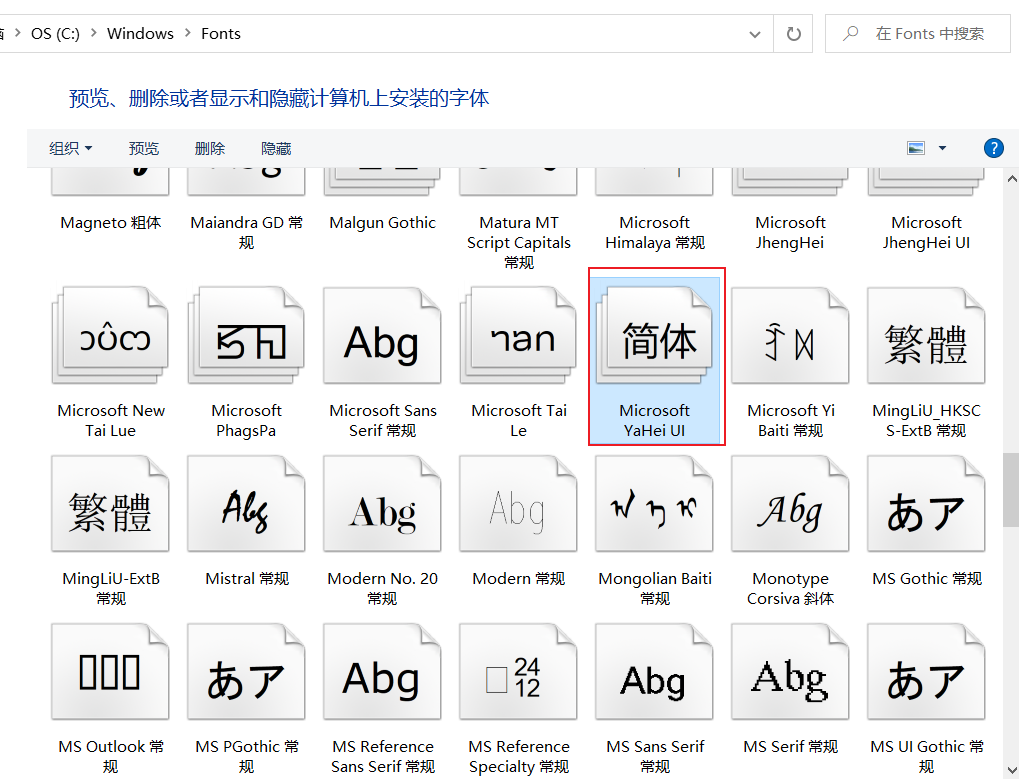 OS (C:) > Windows > Fonts
在 Fonts 中搜索
预览、删除或者显示和隐藏计算机上安装的字体
组织 预览 删除 隐藏
?
Magneto 粗体
Maiandra GD 常
规
Malgun Gothic
Matura MT
Script Capitals
常规
Microsoft
Himalaya 常规
Microsoft
JhengHei
Microsoft
JhengHei UI
Microsoft New
Tai Lue
Microsoft
PhagsPa
Abg
Microsoft Sans
Serif 常规
Microsoft Tai
Le
简体
Microsoft
YaHei UI
Microsoft Yi
Baiti 常规
繁體
MingLiU_HKSC
S-ExtB 常规
繁體
MingLiU-ExtB
常规
Abg
Mistral 常规
Abg
Modern No. 20
常规
Abg
Modern 常规
Mongolian Baiti
常规
Abg
Monotype
Corsiva 斜体
あア
MS Gothic 常规
MS Outlook 常
规
あア
MS PGothic 常
规
Abg
MS Reference
Sans Serif 常规
24
12
MS Reference
Specialty 常规
Abg
MS Sans Serif
常规
Abg
MS Serif 常规
あア
MS UI Gothic 常
规